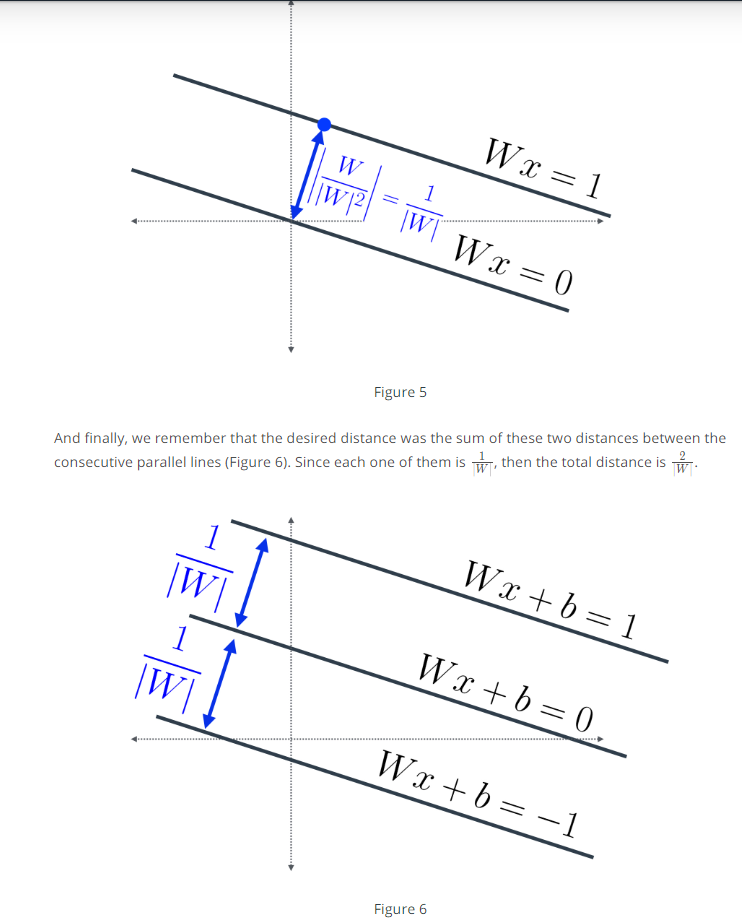 Wx = 1
|W/|W|²| = 1/|W|
Wx = 0
Figure 5
And finally, we remember that the desired distance was the sum of these two distances between the
consecutive parallel lines (Figure 6). Since each one of them is 1/|W|, then the total distance is 2/|W|.
1/|W|
Wx + b = 1
1/|W|
Wx + b = 0
Wx + b = −1
Figure 6